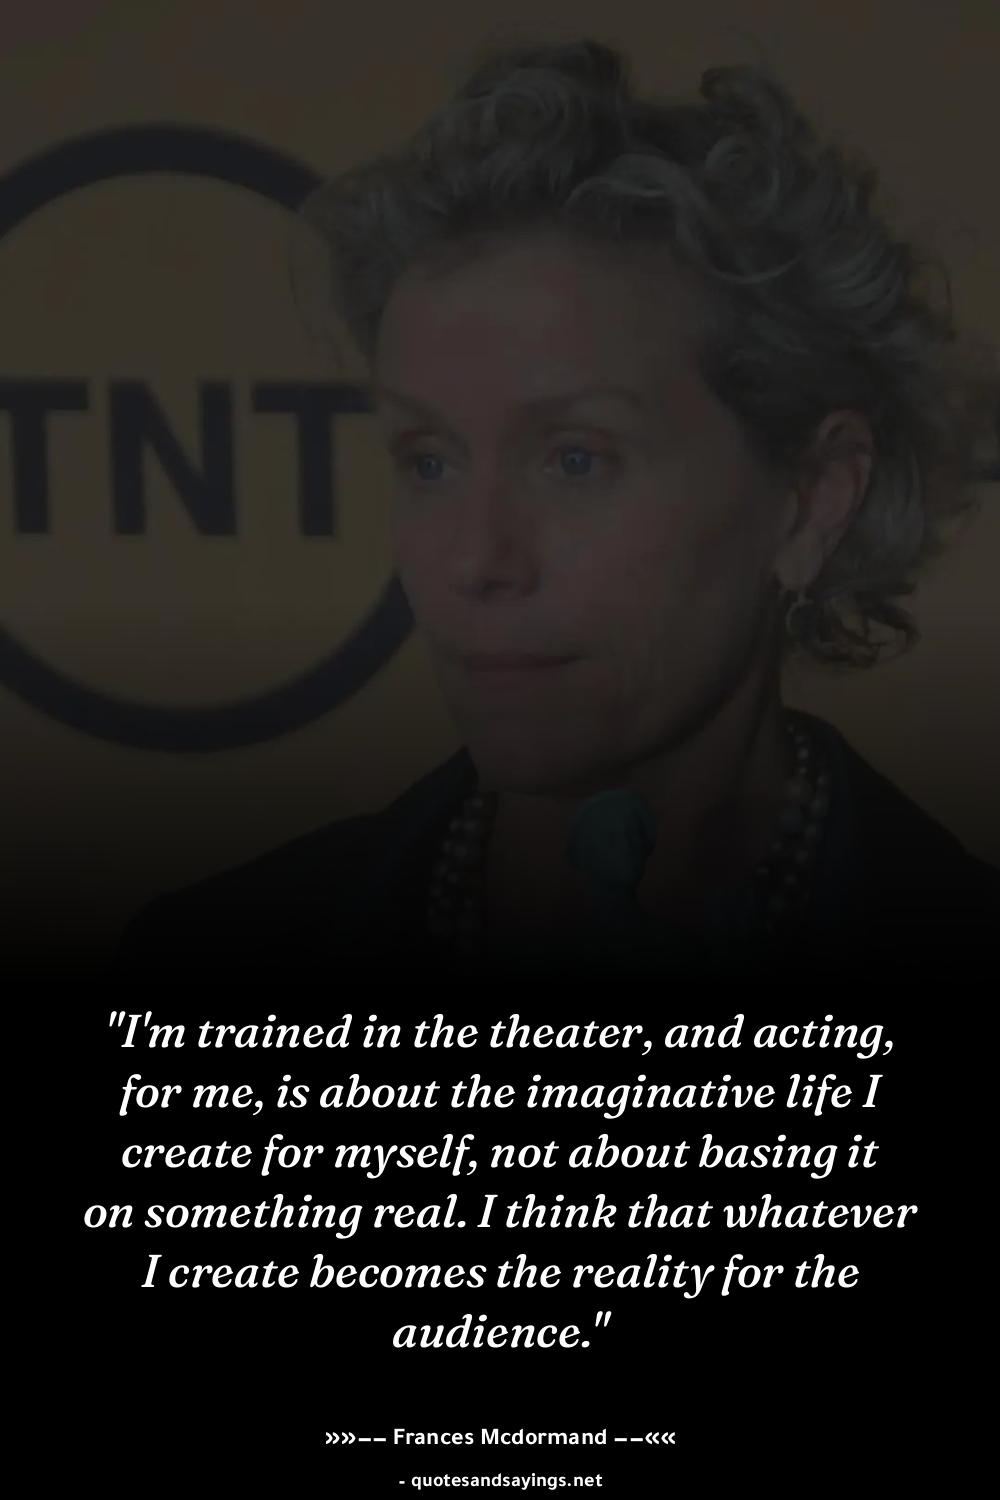 TNT
"I'm trained in the theater, and acting,
for me, is about the imaginative life I
create for myself, not about basing it
on something real. I think that whatever
I create becomes the reality for the
audience."
»»−− Frances Mcdormand −−««
- quotesandsayings.net